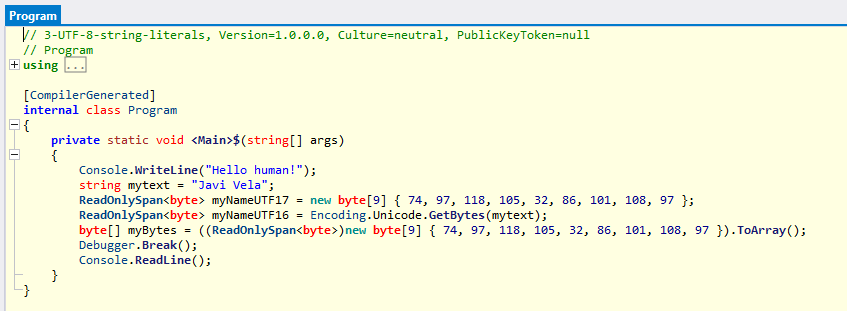 Program
// 3-UTF-8-string-literals, Version=1.0.0.0, Culture=neutral, PublicKeyToken=null
// Program
using ...
[CompilerGenerated]
internal class Program
{
    private static void <Main>$(string[] args)
    {
        Console.WriteLine("Hello human!");
        string mytext = "Javi Vela";
        ReadOnlySpan<byte> myNameUTF17 = new byte[9] { 74, 97, 118, 105, 32, 86, 101, 108, 97 };
        ReadOnlySpan<byte> myNameUTF16 = Encoding.Unicode.GetBytes(mytext);
        byte[] myBytes = ((ReadOnlySpan<byte>)new byte[9] { 74, 97, 118, 105, 32, 86, 101, 108, 97 }).ToArray();
        Debugger.Break();
        Console.ReadLine();
    }
}